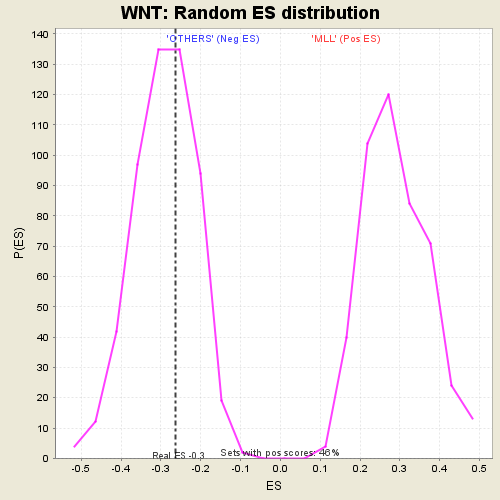 WNT: Random ES distribution
'OTHERS' (Neg ES) 'MLL' (Pos ES)
140
130
120
110
100
90
80
70
60
50
40
30
20
10
0
P(ES)
Real ES -0.3 Sets with pos scores: 46%
-0.5 -0.4 -0.3 -0.2 -0.1 0.0 0.1 0.2 0.3 0.4 0.5
ES